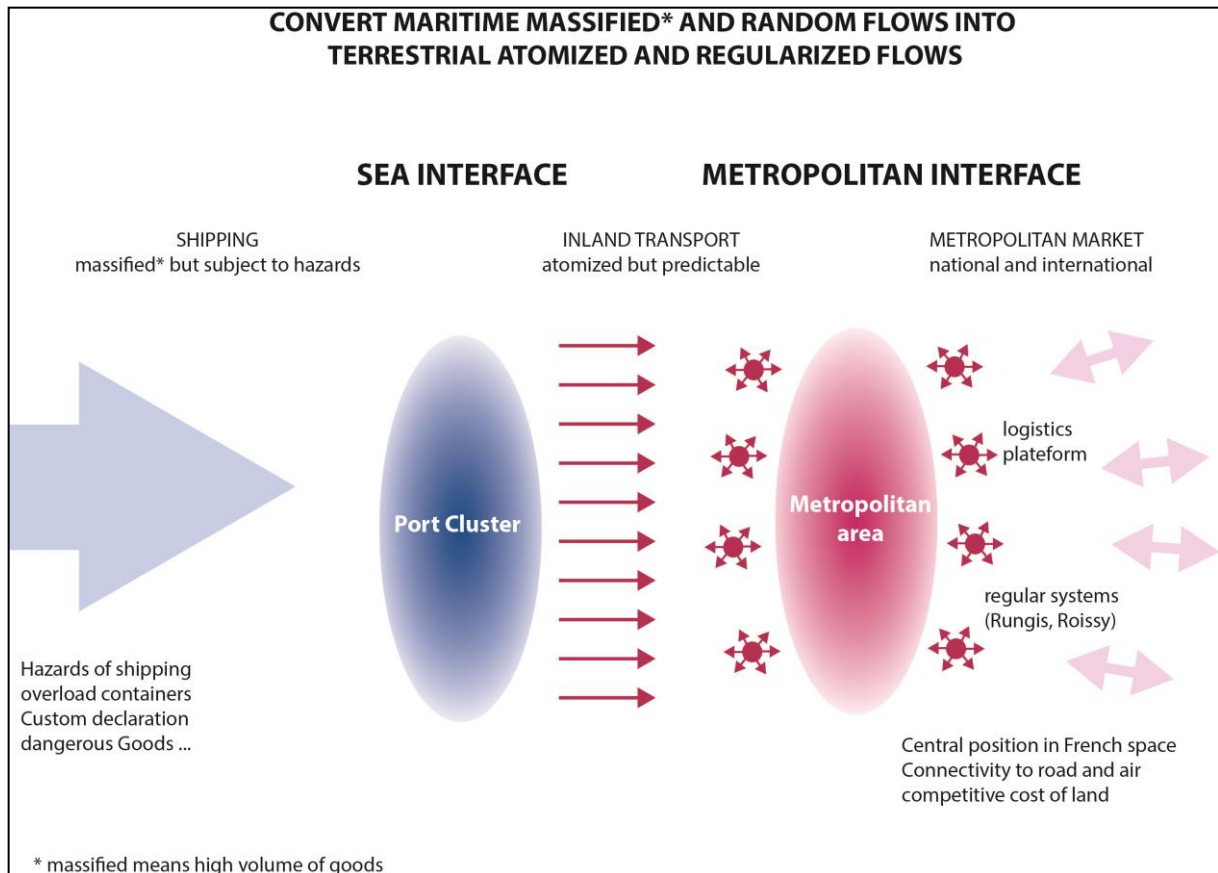 CONVERT MARITIME MASSIFIED* AND RANDOM FLOWS INTO
TERRESTRIAL ATOMIZED AND REGULARIZED FLOWS
SEA INTERFACE
METROPOLITAN INTERFACE
SHIPPING
massified* but subject to hazards
INLAND TRANSPORT
atomized but predictable
METROPOLITAN MARKET
national and international
Port Cluster
Metropolitan
area
logistics
plateform
regular systems
(Rungis, Roissy)
Hazards of shipping
overload containers
Custom declaration
dangerous Goods ...
Central position in French space
Connectivity to road and air
competitive cost of land
* massified means high volume of goods